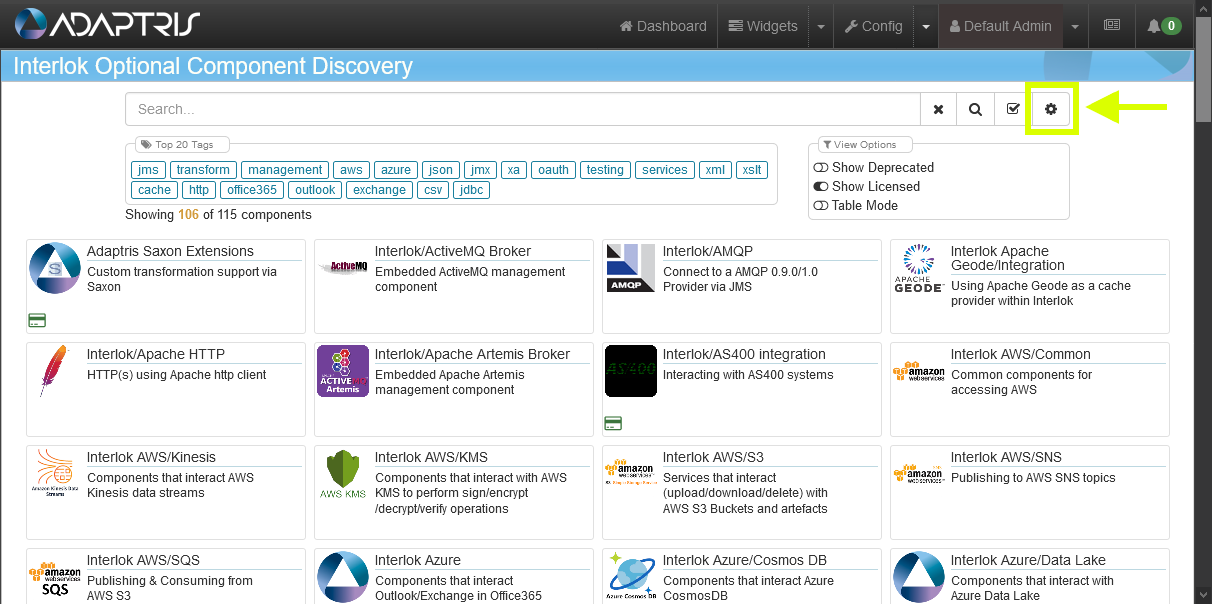 ADAPTRIS
Dashboard Widgets Config Default Admin 0
Interlok Optional Component Discovery
Search...
Top 20 Tags
View Options
jms transform management aws azure json jmx xa oauth testing services xml xslt
cache http office365 outlook exchange csv jdbc
Show Deprecated
Show Licensed
Table Mode
Showing 106 of 115 components
S
Adaptris Saxon Extensions
Custom transformation support via
Saxon
ActiveMQ
Interlok/ActiveMQ Broker
Embedded ActiveMQ management
component
AMQP
Interlok/AMQP
Connect to a AMQP 0.9.0/1.0
Provider via JMS
APACHE
GEODE
Interlok Apache
Geode/Integration
Using Apache Geode as a cache
provider within Interlok
Interlok/Apache HTTP
HTTP(s) using Apache http client
ACTIVEMQ
Artemis
Interlok/Apache Artemis Broker
Embedded Apache Artemis
management component
AS400
Interlok/AS400 integration
Interacting with AS400 systems
amazon
webservices
Interlok AWS/Common
Common components for
accessing AWS
Amazon Kinesis Data
Streams
Interlok AWS/Kinesis
Components that interact AWS
Kinesis data streams
AWS KMS
Interlok AWS/KMS
Components that interact with AWS
KMS to perform sign/encrypt
/decrypt/verify operations
amazon
webservices
Interlok AWS/S3
Services that interact
(upload/download/delete) with
AWS S3 Buckets and artefacts
amazon
webservices
Interlok AWS/SNS
Publishing to AWS SNS topics
amazon
webservices
SQS
Interlok AWS/SQS
Publishing & Consuming from
AWS S3
Interlok Azure
Components that interact
Outlook/Exchange in Office365
Azure Cosmos DB
Interlok Azure/Cosmos DB
Components that interact Azure
CosmosDB
Interlok Azure/Data Lake
Components that interact with
Azure Data Lake